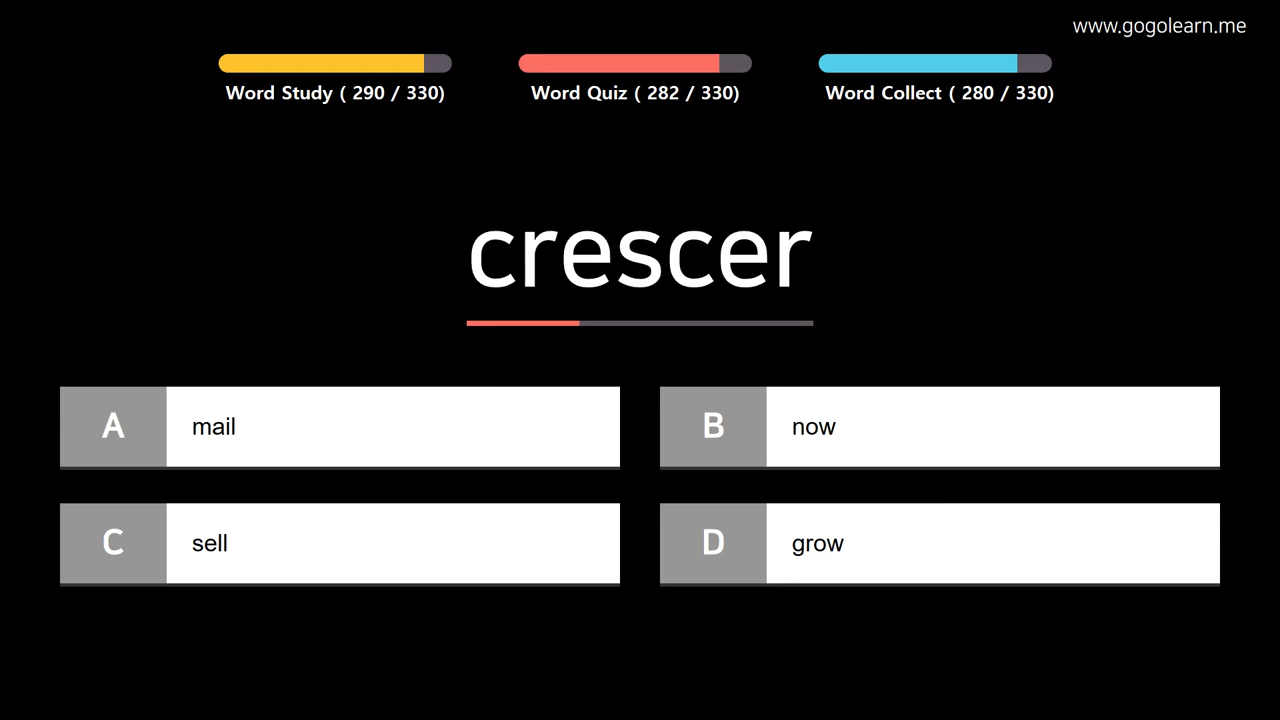 www.gogolearn.me
Word Study ( 290 / 330)
Word Quiz ( 282 / 330)
Word Collect ( 280 / 330)
crescer
A mail
B now
C sell
D grow